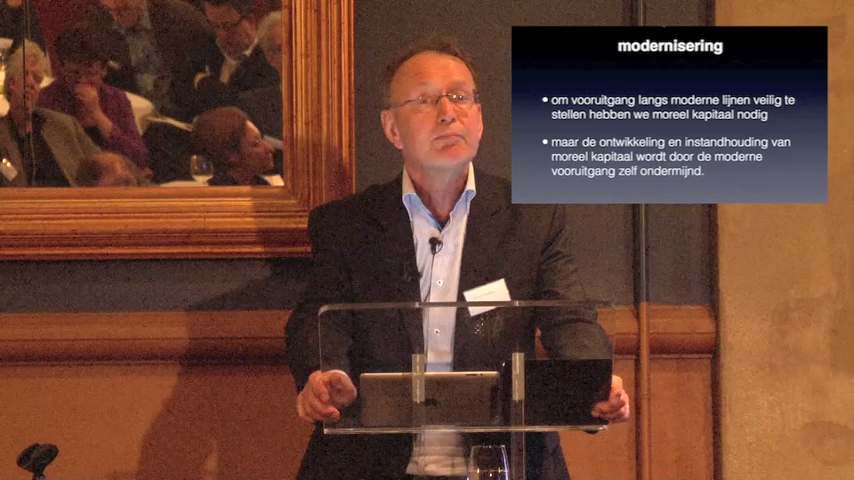 modernisering
• om vooruitgang langs moderne lijnen veilig te
stellen hebben we moreel kapitaal nodig
• maar de ontwikkeling en instandhouding van
moreel kapitaal wordt door de moderne
vooruitgang zelf ondermijnd.